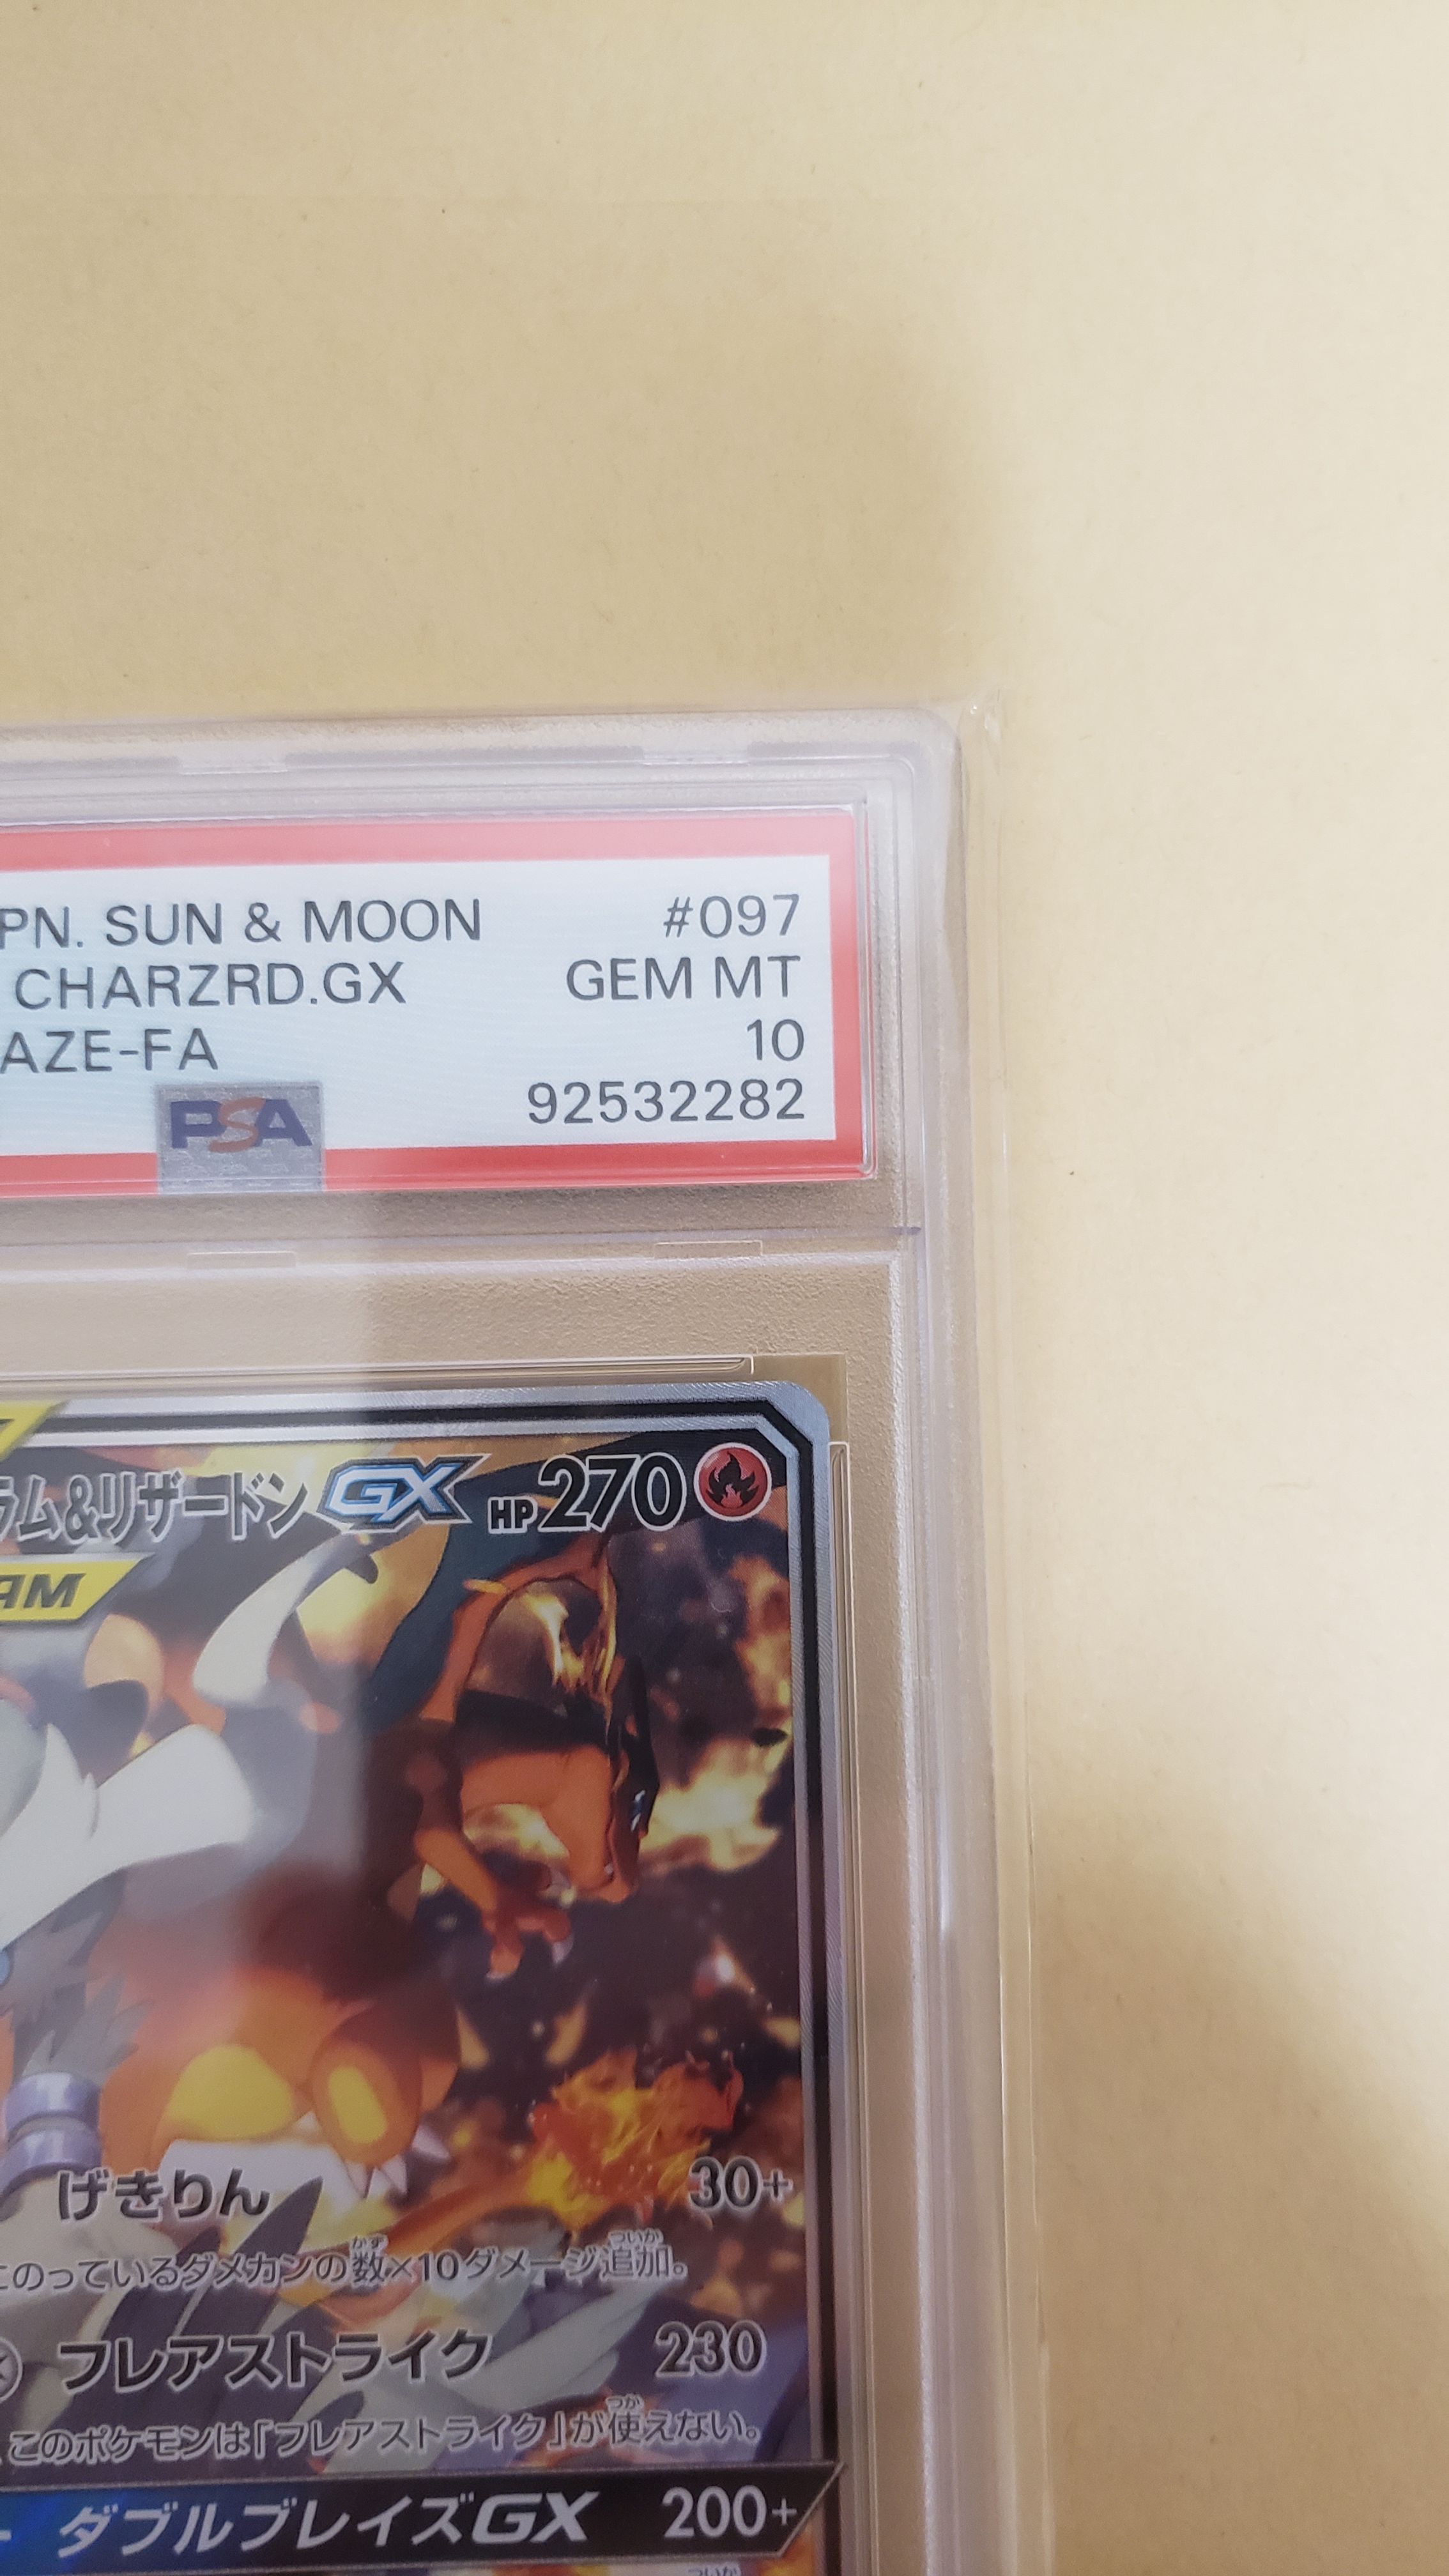 PN. SUN & MOON #097
CHARZRD.GX GEM MT
AZE-FA 10
PSA 92532282
ラム&リザードンGX HP270
AM
げきりん 30+
このっているダメカンの数×10ダメージ追加。
フレアストライク 230
このポケモンは「フレアストライク」が使えない。
ダブルブレイズGX 200+